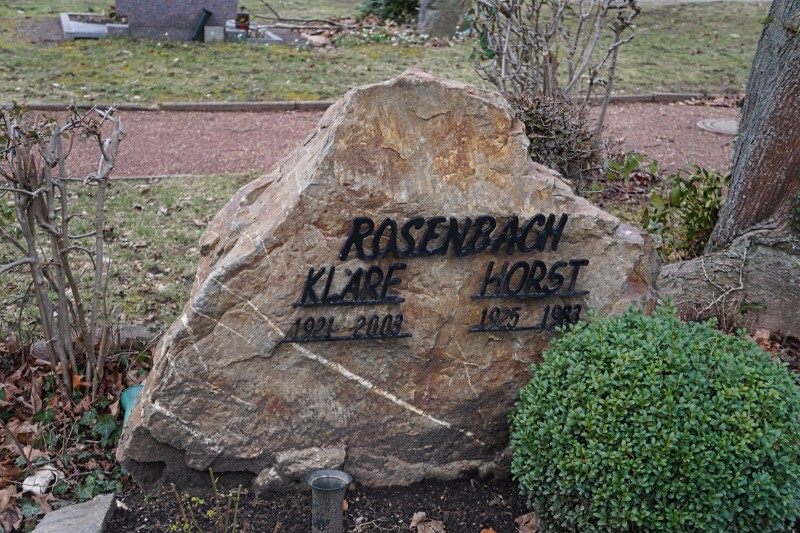 ROSENBACH
KLÄRE HORST
1921 2003 1925 1983